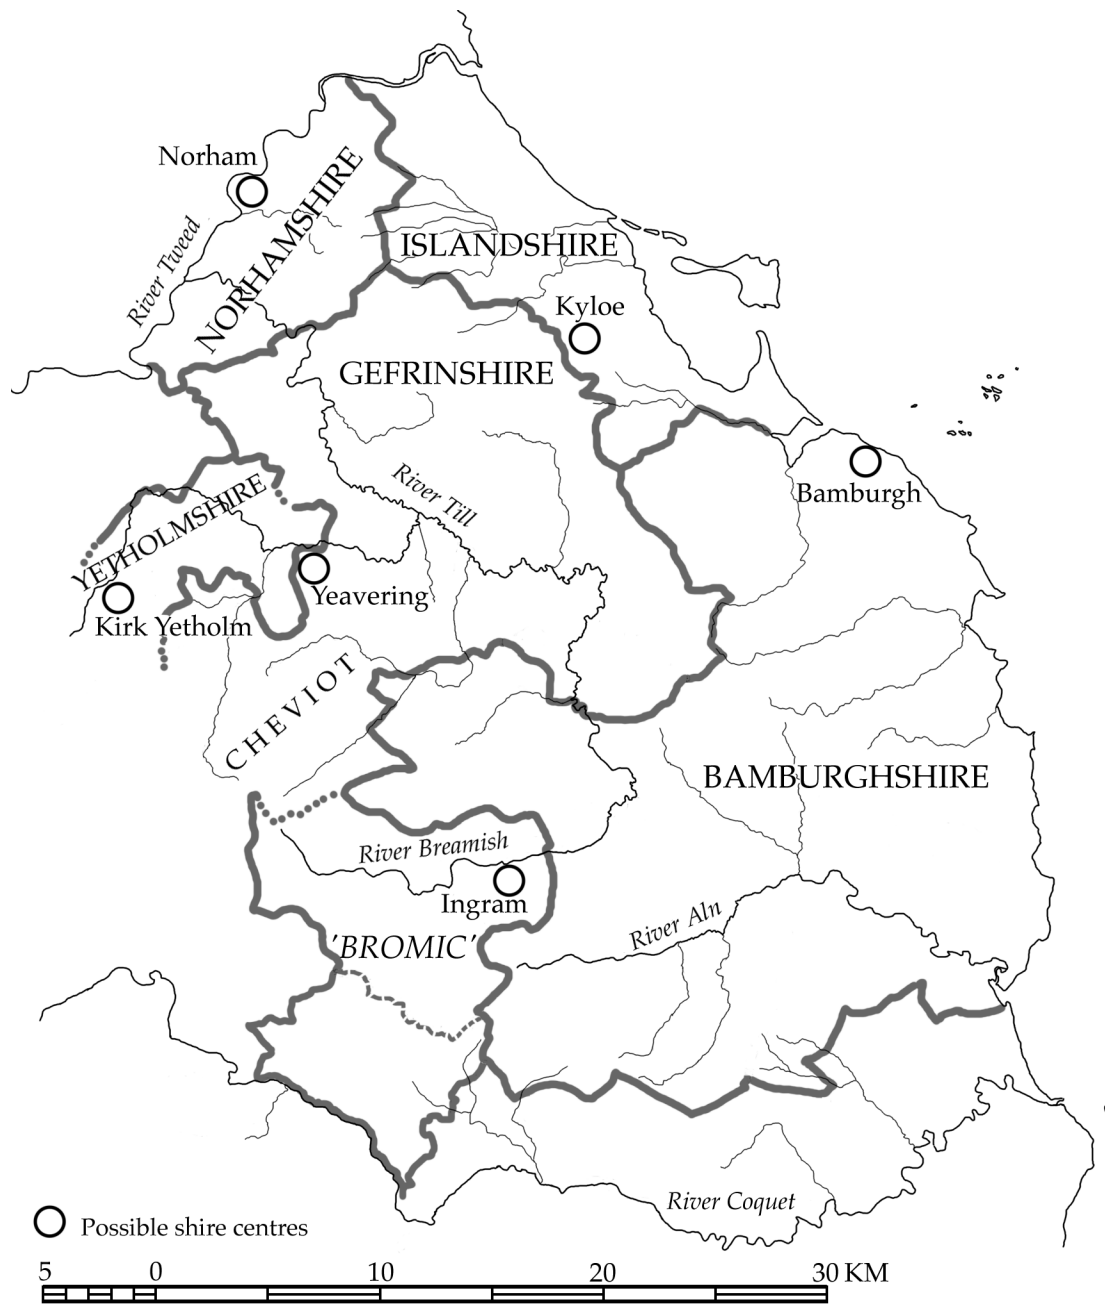 Norham
River Tweed
NORHAMSHIRE
ISLANDSHIRE
Kyloe
GEFRINSHIRE
River Till
Bamburgh
YETHOLMSHIRE
Yeavering
Kirk Yetholm
CHEVIOT
BAMBURGHSHIRE
River Breamish
Ingram
River Aln
'BROMIC'
River Coquet
Possible shire centres
5 0 10 20 30 KM